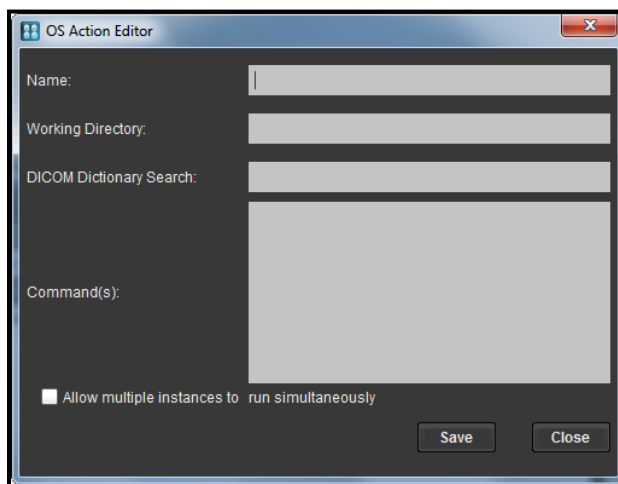 OS Action Editor
Name:
Working Directory:
DICOM Dictionary Search:
Command(s):
Allow multiple instances to run simultaneously
Save Close